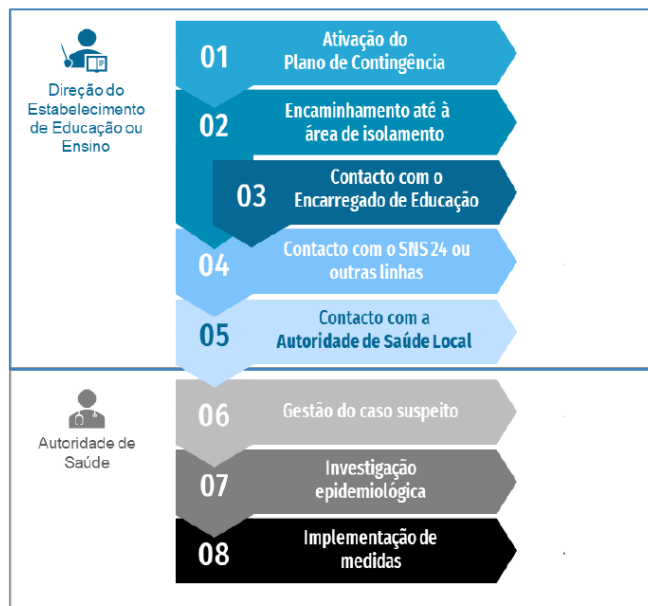 Direção do
Estabelecimento
de Educação ou
Ensino
01
Ativação do
Plano de Contingência
02
Encaminhamento até à
área de isolamento
03
Contacto com o
Encarregado de Educação
04
Contacto com o SNS 24 ou
outras linhas
05
Contacto com a
Autoridade de Saúde Local
Autoridade de
Saúde
06
Gestão do caso suspeito
07
Investigação
epidemiológica
08
Implementação de
medidas